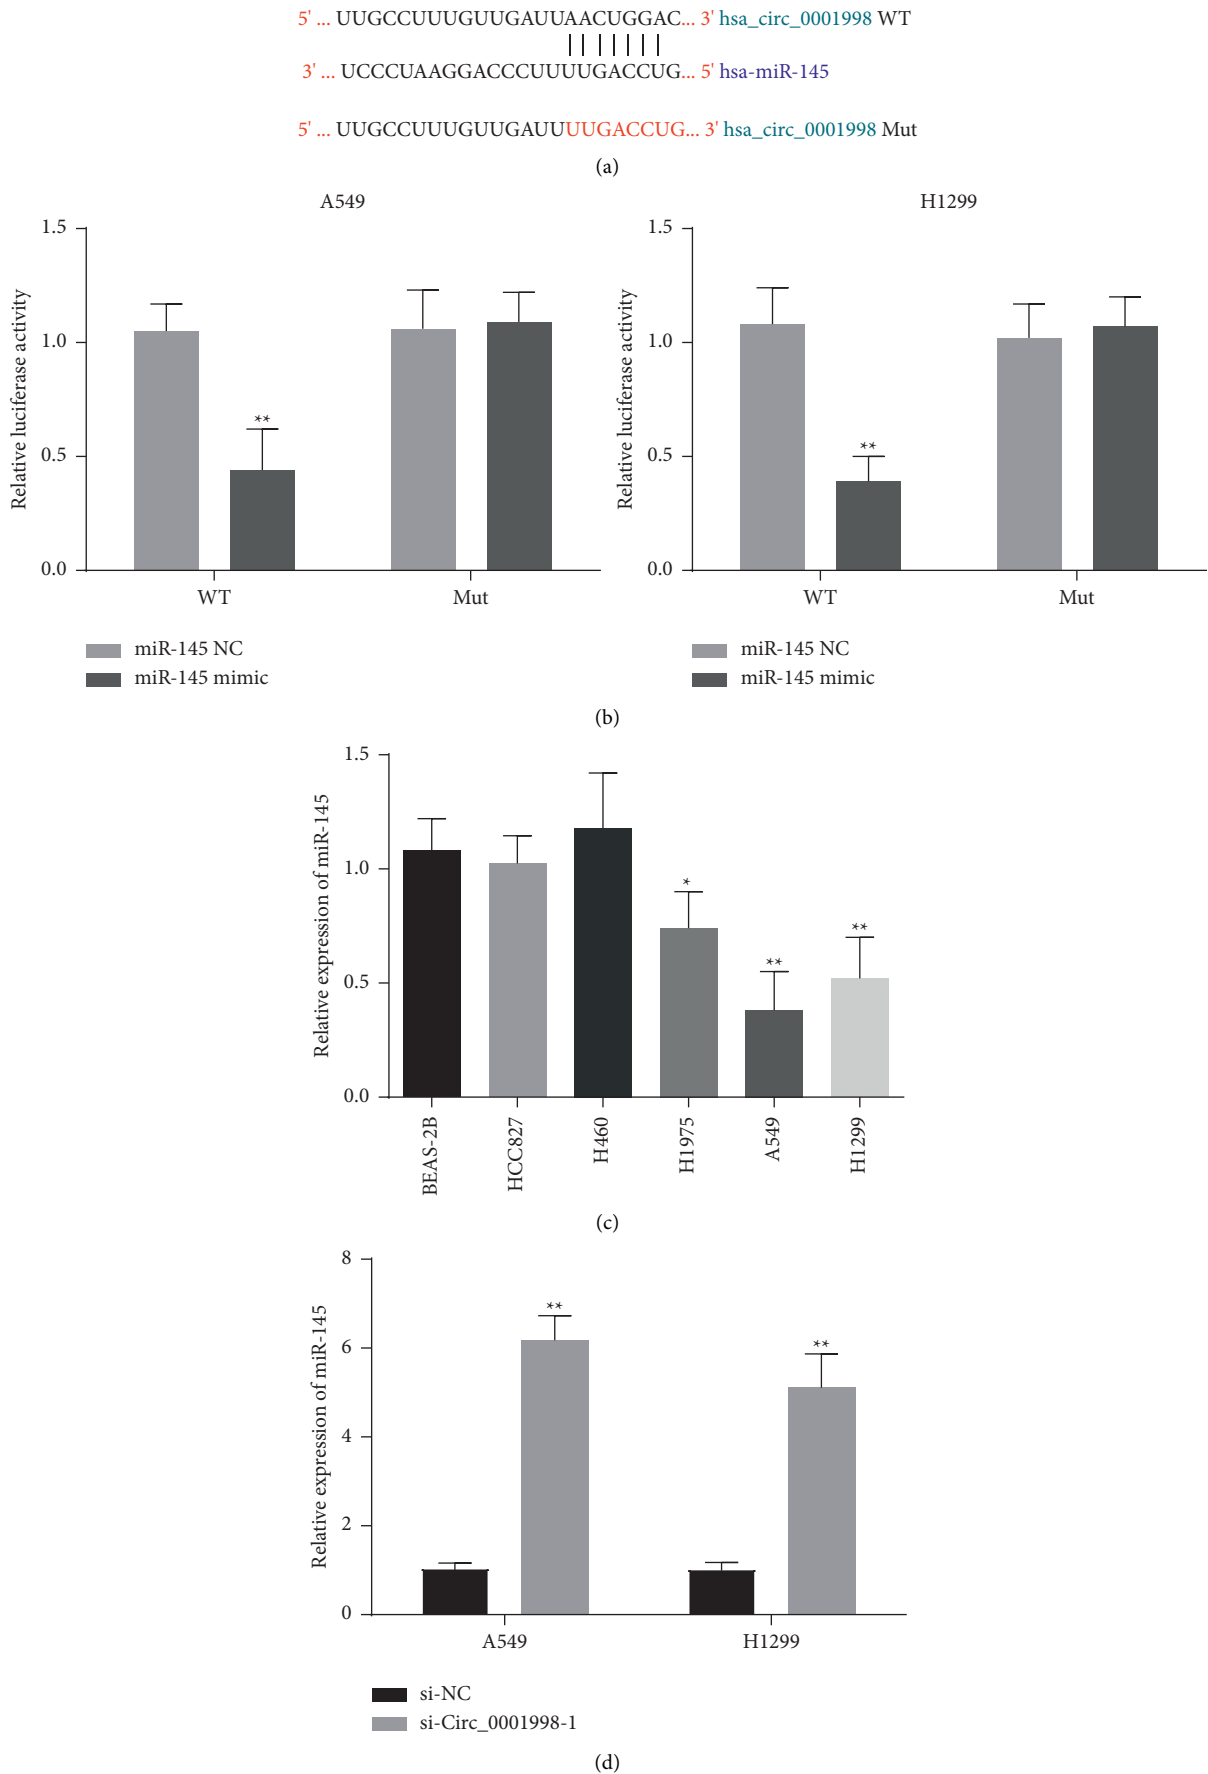 5' ... UUGCCUUUGUUGAUUAACUGGAC... 3' hsa_circ_0001998 WT
3' ... UCCCUAAGGACCCUUUUGACCUG... 5' hsa-miR-145
5' ... UUGCCUUUGUUGAUUUUGACCUG... 3' hsa_circ_0001998 Mut
(a)
A549
1.5
1.0
0.5
0.0
Relative luciferase activity
**
WT
Mut
miR-145 NC
miR-145 mimic
H1299
1.5
1.0
0.5
0.0
Relative luciferase activity
**
WT
Mut
miR-145 NC
miR-145 mimic
(b)
1.5
1.0
0.5
0.0
Relative expression of miR-145
*
**
**
BEAS-2B
HCC827
H460
H1975
A549
H1299
(c)
8
6
4
2
0
Relative expression of miR-145
**
**
A549
H1299
si-NC
si-Circ_0001998-1
(d)